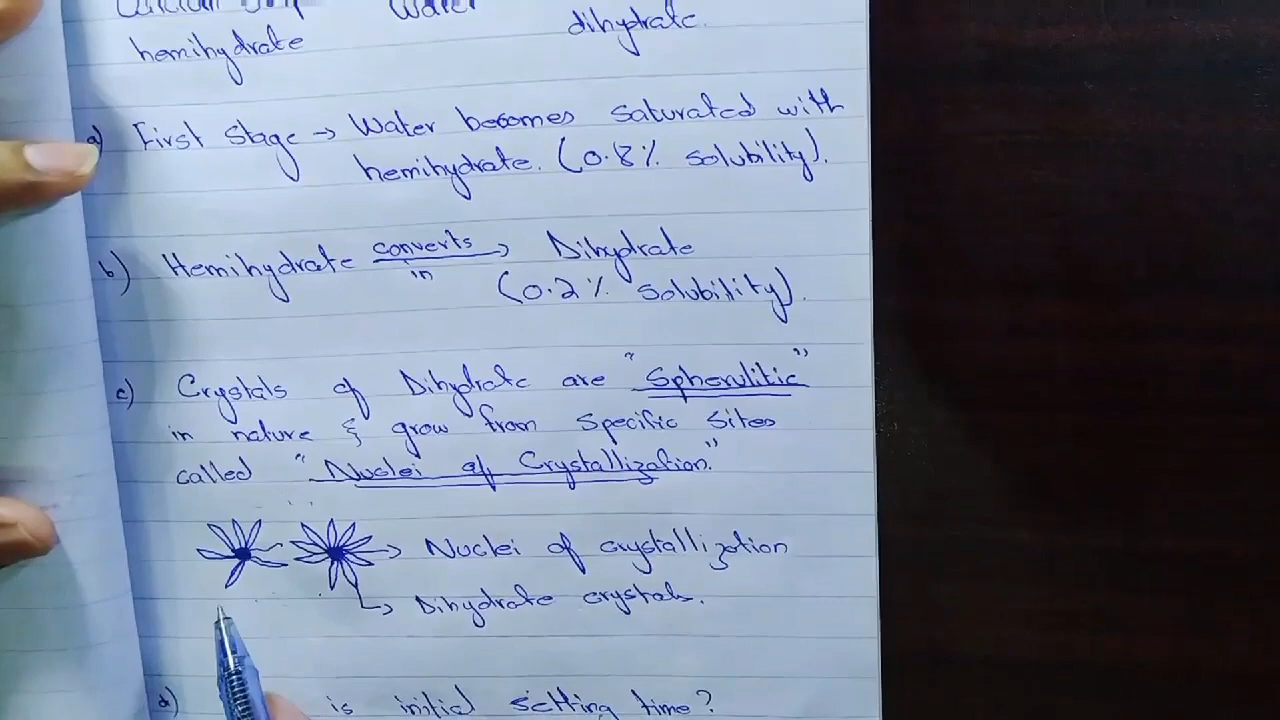 Water
hemihydrate dihydrate.
a) First Stage → Water becomes saturated with
hemihydrate. (0.8% solubility).
b) Hemihydrate converts in → Dihydrate
(0.2% solubility).
c) Crystals of Dihydrate are "Spherulitic"
in nature & grow from specific sites
called "Nuclei of Crystallization."
→ Nuclei of crystallization
→ Dihydrate crystals.
d) is initial setting time?